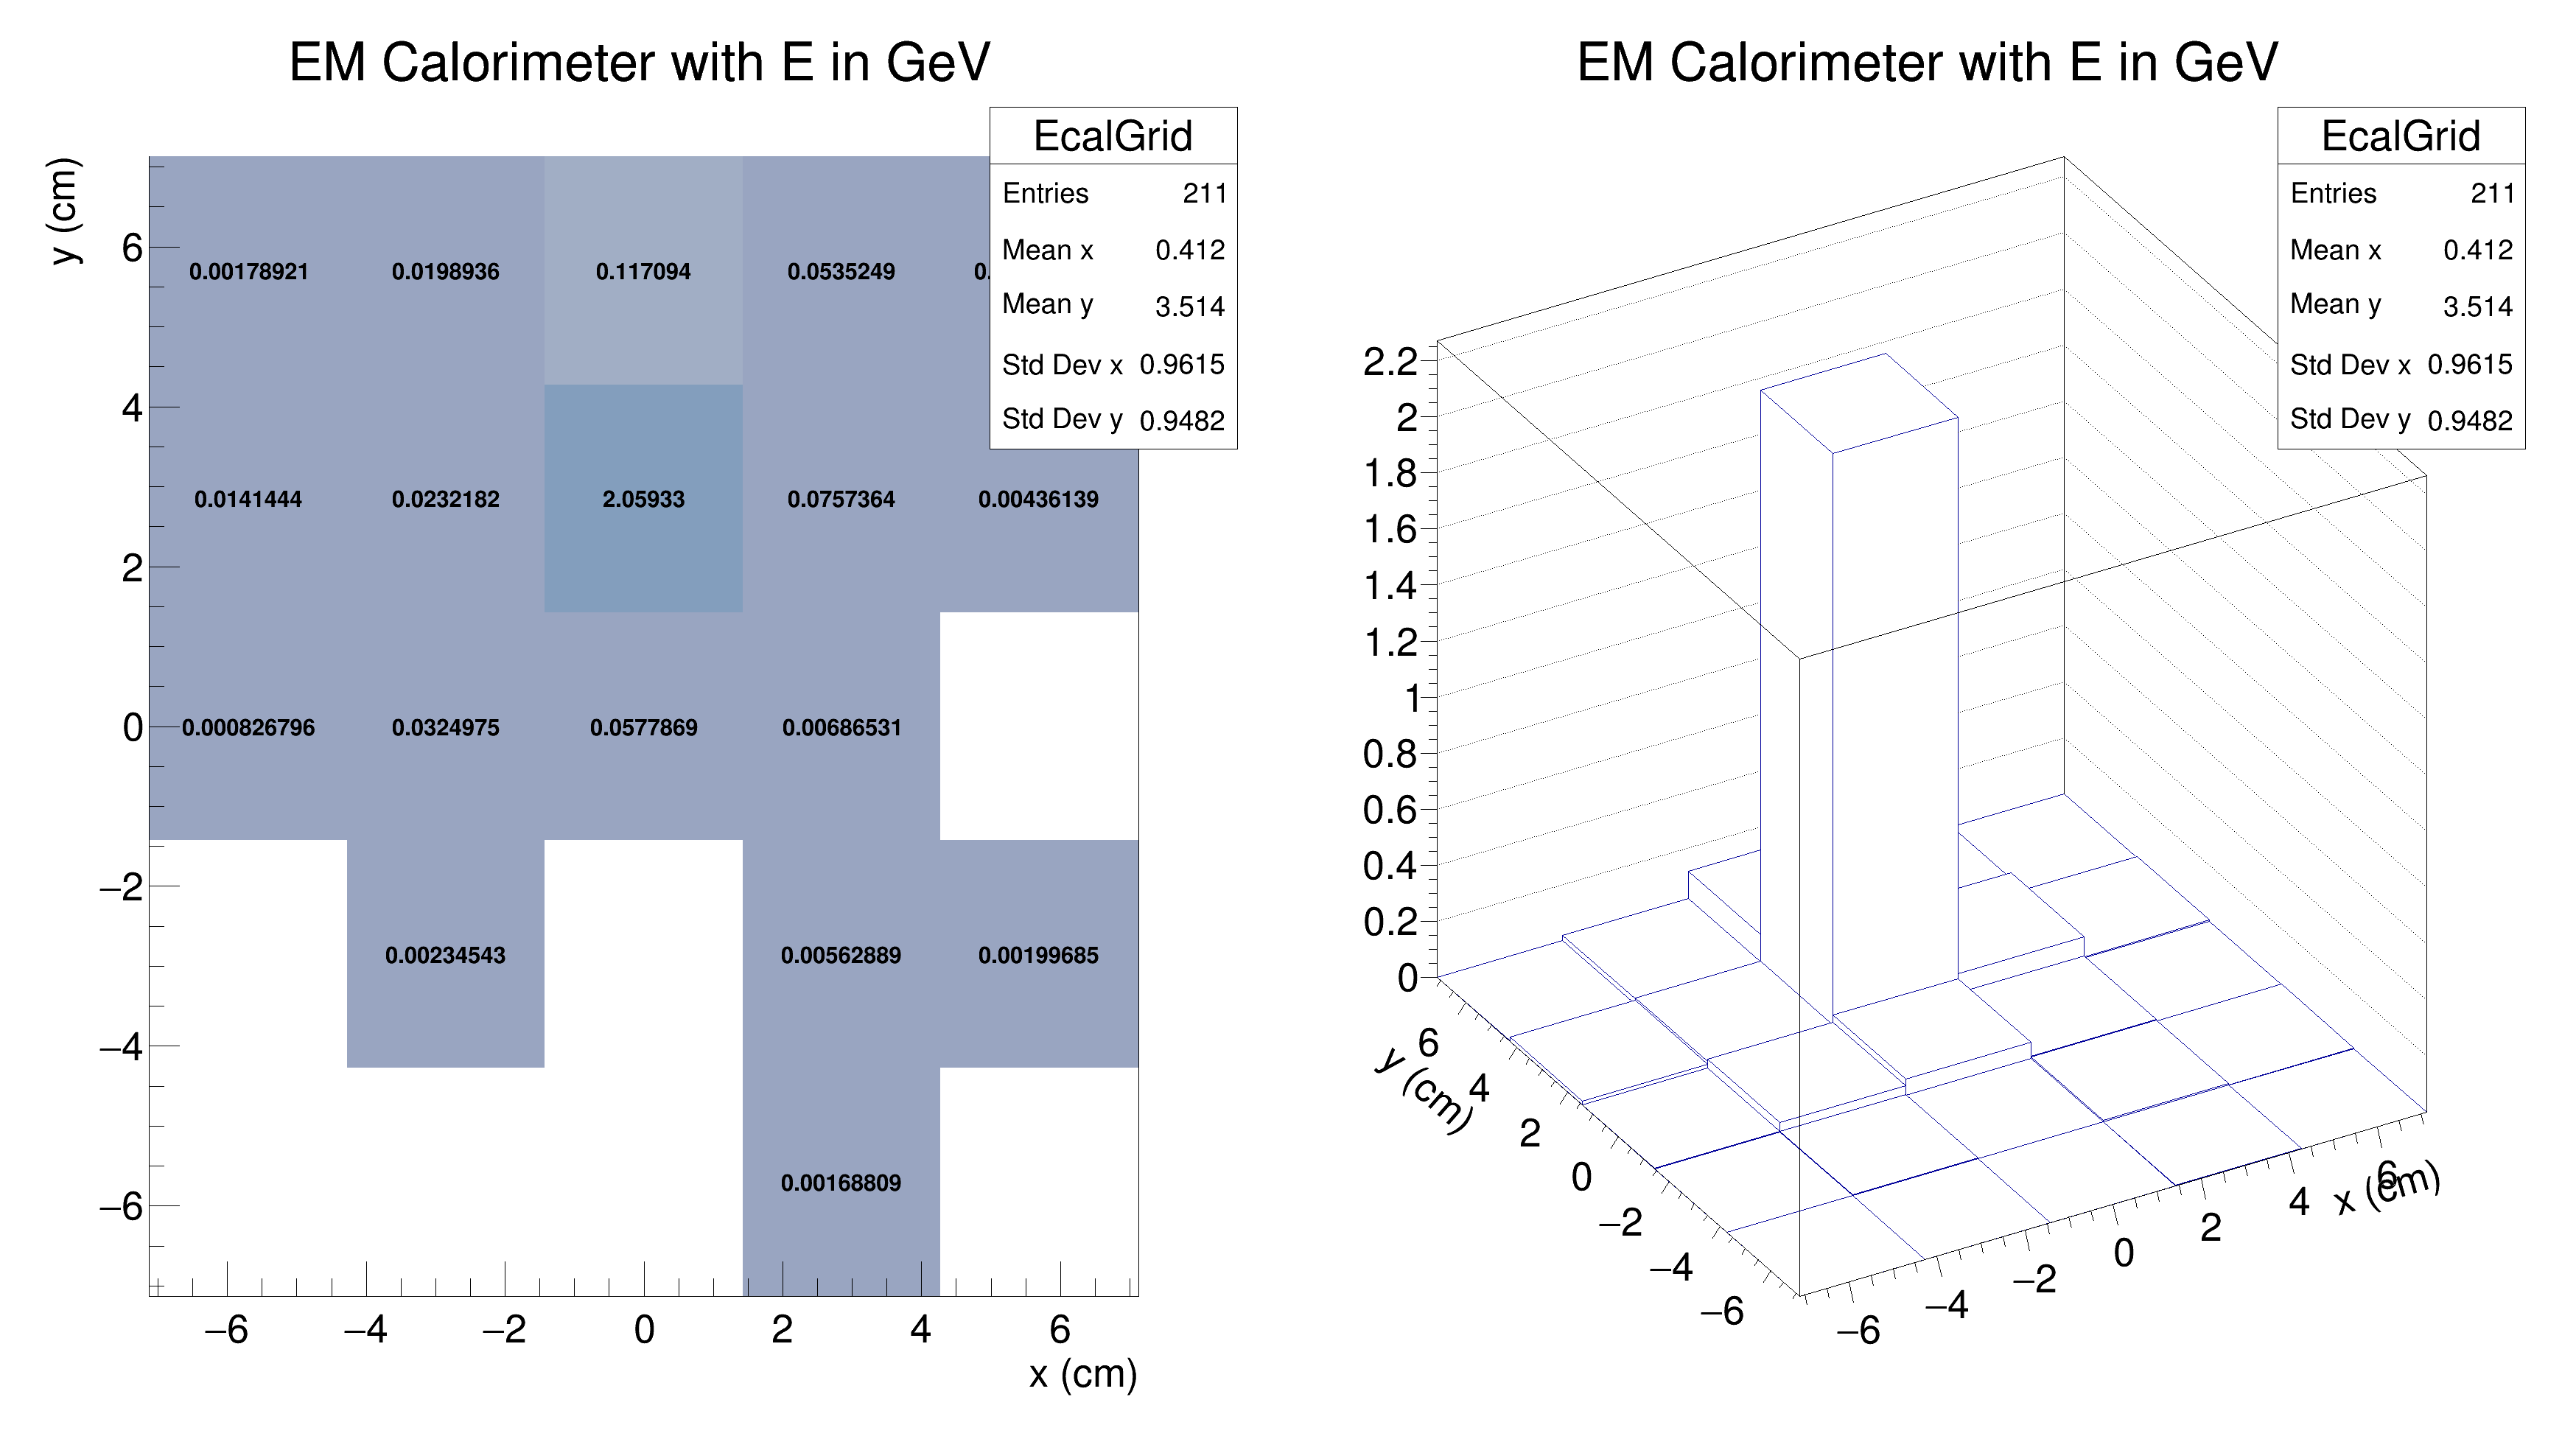 EM Calorimeter with E in GeV
EcalGrid
Entries 211
Mean x 0.412
Mean y 3.514
Std Dev x 0.9615
Std Dev y 0.9482
y (cm)
6
4
2
0
−2
−4
−6
0.00178921 0.0198936 0.117094 0.0535249 0.
0.0141444 0.0232182 2.05933 0.0757364 0.00436139
0.000826796 0.0324975 0.0577869 0.00686531
0.00234543 0.00562889 0.00199685
0.00168809
−6 −4 −2 0 2 4 6
x (cm)
EM Calorimeter with E in GeV
EcalGrid
Entries 211
Mean x 0.412
Mean y 3.514
Std Dev x 0.9615
Std Dev y 0.9482
2.2
2
1.8
1.6
1.4
1.2
1
0.8
0.6
0.4
0.2
0
y (cm)
6
4
2
0
−2
−4
−6
−6 −4 −2 0 2 4 6
x (cm)